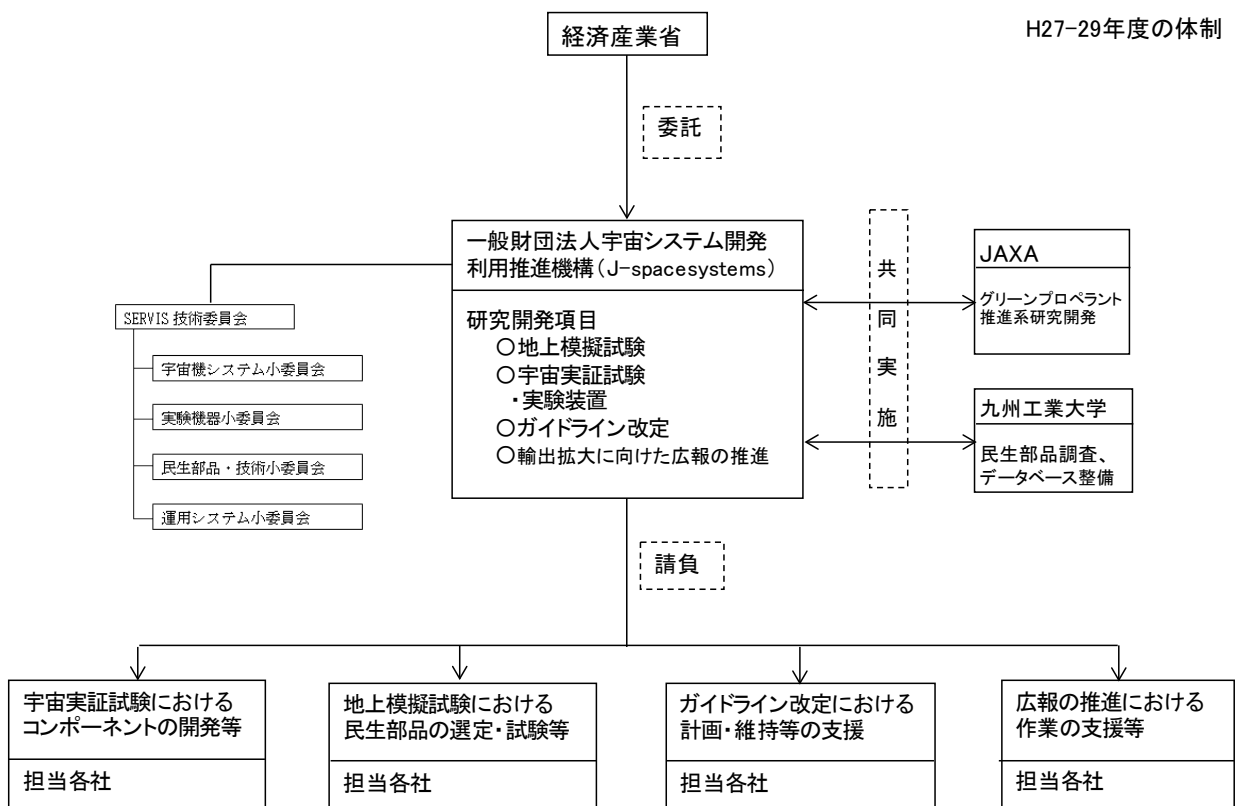 経済産業省
H27-29年度の体制
委託
一般財団法人宇宙システム開発
利用推進機構(J-spacesystems)
研究開発項目
○地上模擬試験
○宇宙実証試験
・実験装置
○ガイドライン改定
○輸出拡大に向けた広報の推進
共同実施
JAXA
グリーンプロペラント
推進系研究開発
九州工業大学
民生部品調査、
データベース整備
SERVIS 技術委員会
宇宙機システム小委員会
実験機器小委員会
民生部品・技術小委員会
運用システム小委員会
請負
宇宙実証試験における
コンポーネントの開発等
担当各社
地上模擬試験における
民生部品の選定・試験等
担当各社
ガイドライン改定における
計画・維持等の支援
担当各社
広報の推進における
作業の支援等
担当各社